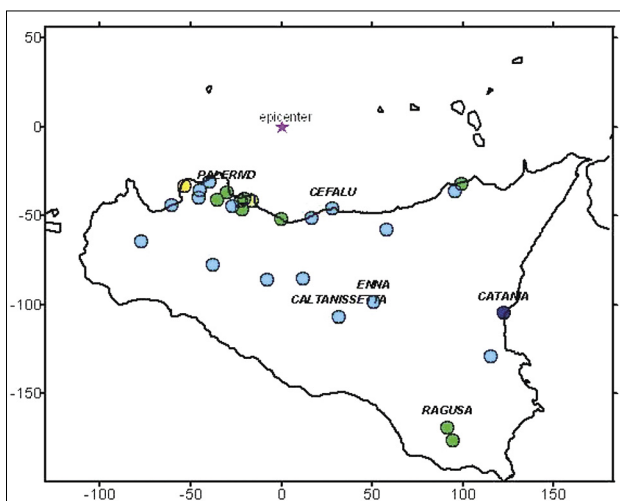 50
0
-50
-100
-150
epicenter
PALERMO
CEFALU
ENNA
CALTANISSETTA
CATANIA
RAGUSA
-100 -50 0 50 100 150